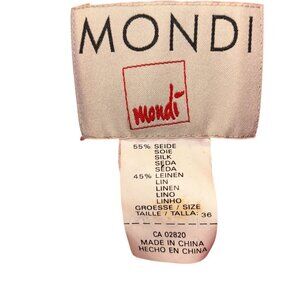 MONDI
mondi
55% SEIDE
SOIE
SILK
SEDA
SÊDA
45% LEINEN
LIN
LINEN
LINO
LINHO
GROESSE / SIZE
TAILLE / TALLA: 36
CA 02820
MADE IN CHINA
HECHO EN CHINA